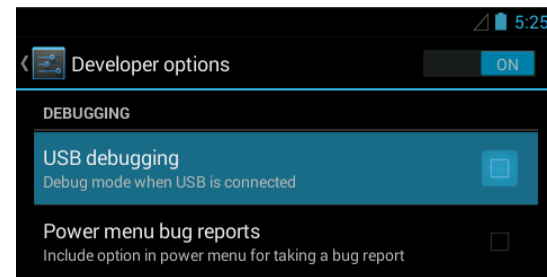 5:25
Developer options
ON
DEBUGGING
USB debugging
Debug mode when USB is connected
Power menu bug reports
Include option in power menu for taking a bug report